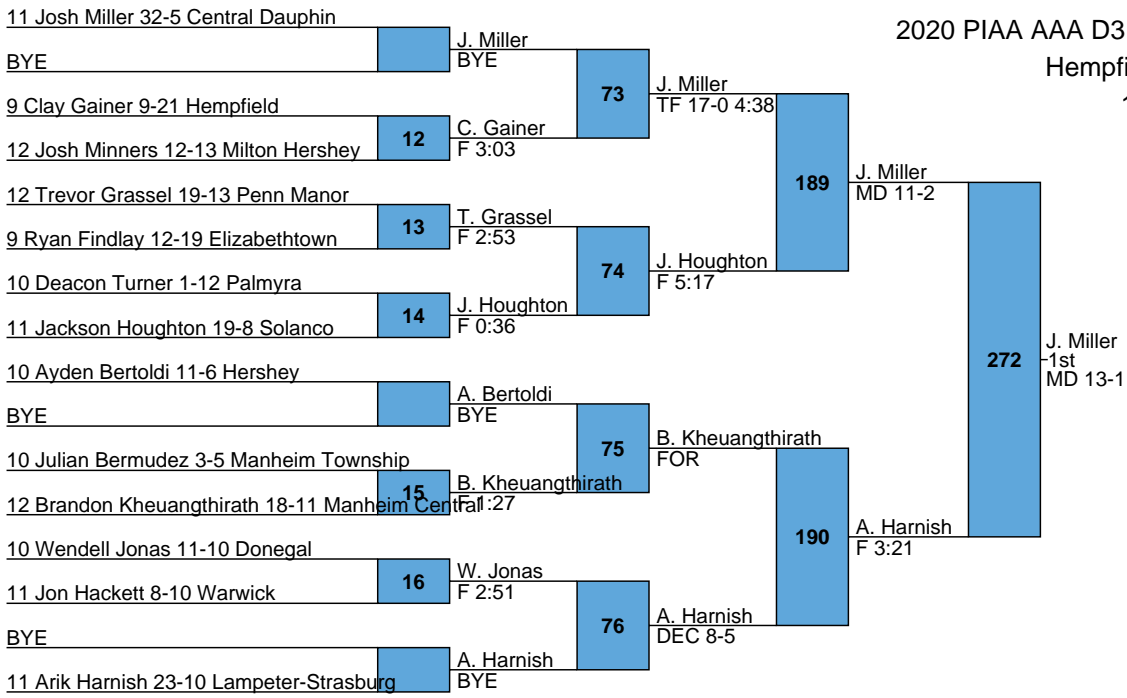 11 Josh Miller 32-5 Central Dauphin
BYE
9 Clay Gainer 9-21 Hempfield
12 Josh Minners 12-13 Milton Hershey
12 Trevor Grassel 19-13 Penn Manor
9 Ryan Findlay 12-19 Elizabethtown
10 Deacon Turner 1-12 Palmyra
11 Jackson Houghton 19-8 Solanco
10 Ayden Bertoldi 11-6 Hershey
BYE
10 Julian Bermudez 3-5 Manheim Township
12 Brandon Kheuangthirath 18-11 Manheim Central
10 Wendell Jonas 11-10 Donegal
11 Jon Hackett 8-10 Warwick
BYE
11 Arik Harnish 23-10 Lampeter-Strasburg
12
13
14
15
16
J. Miller
BYE
C. Gainer
F 3:03
T. Grassel
F 2:53
J. Houghton
F 0:36
A. Bertoldi
BYE
B. Kheuangthirath
F 1:27
W. Jonas
F 2:51
A. Harnish
BYE
73
74
75
76
J. Miller
TF 17-0 4:38
J. Houghton
F 5:17
B. Kheuangthirath
FOR
A. Harnish
DEC 8-5
189
190
J. Miller
MD 11-2
A. Harnish
F 3:21
272
J. Miller
1st
MD 13-1
2020 PIAA AAA D3
Hempfi